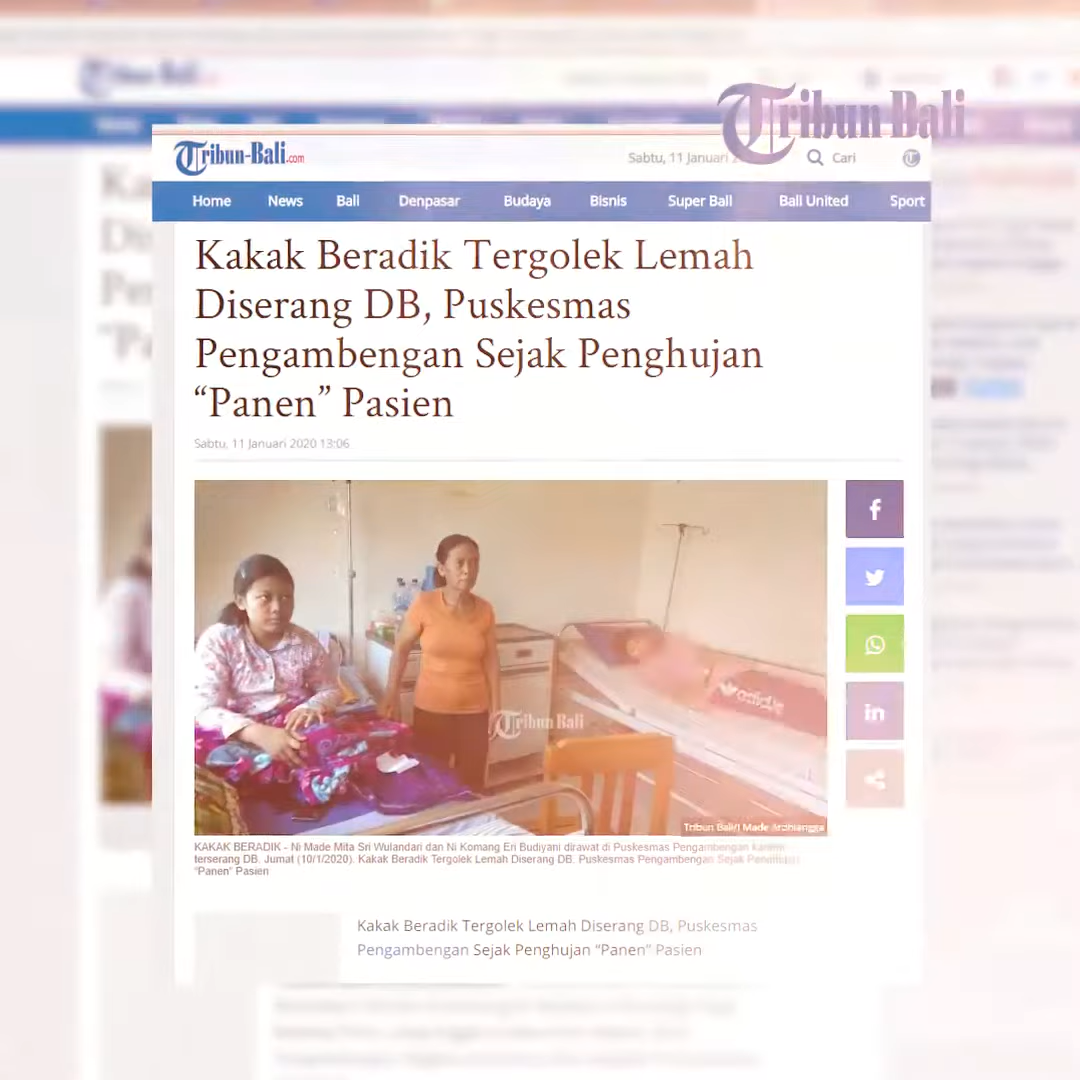 Tribun Bali
Tribun-Bali.com
Sabtu, 11 Januari
Cari
Home News Bali Denpasar Budaya Bisnis Super Ball Bali United Sport
Kakak Beradik Tergolek Lemah
Diserang DB, Puskesmas
Pengambengan Sejak Penghujan
“Panen” Pasien
Sabtu, 11 Januari 2020 13:06
Tribun Bali
Tribun Bali/I Made Ardhiangga
KAKAK BERADIK - Ni Made Mita Sri Wulandari dan Ni Komang Eri Budiyani dirawat di Puskesmas Pengambengan karena
terserang DB. Jumat (10/1/2020). Kakak Beradik Tergolek Lemah Diserang DB, Puskesmas Pengambengan Sejak Penghujan
“Panen” Pasien
Kakak Beradik Tergolek Lemah Diserang DB, Puskesmas
Pengambengan Sejak Penghujan “Panen” Pasien